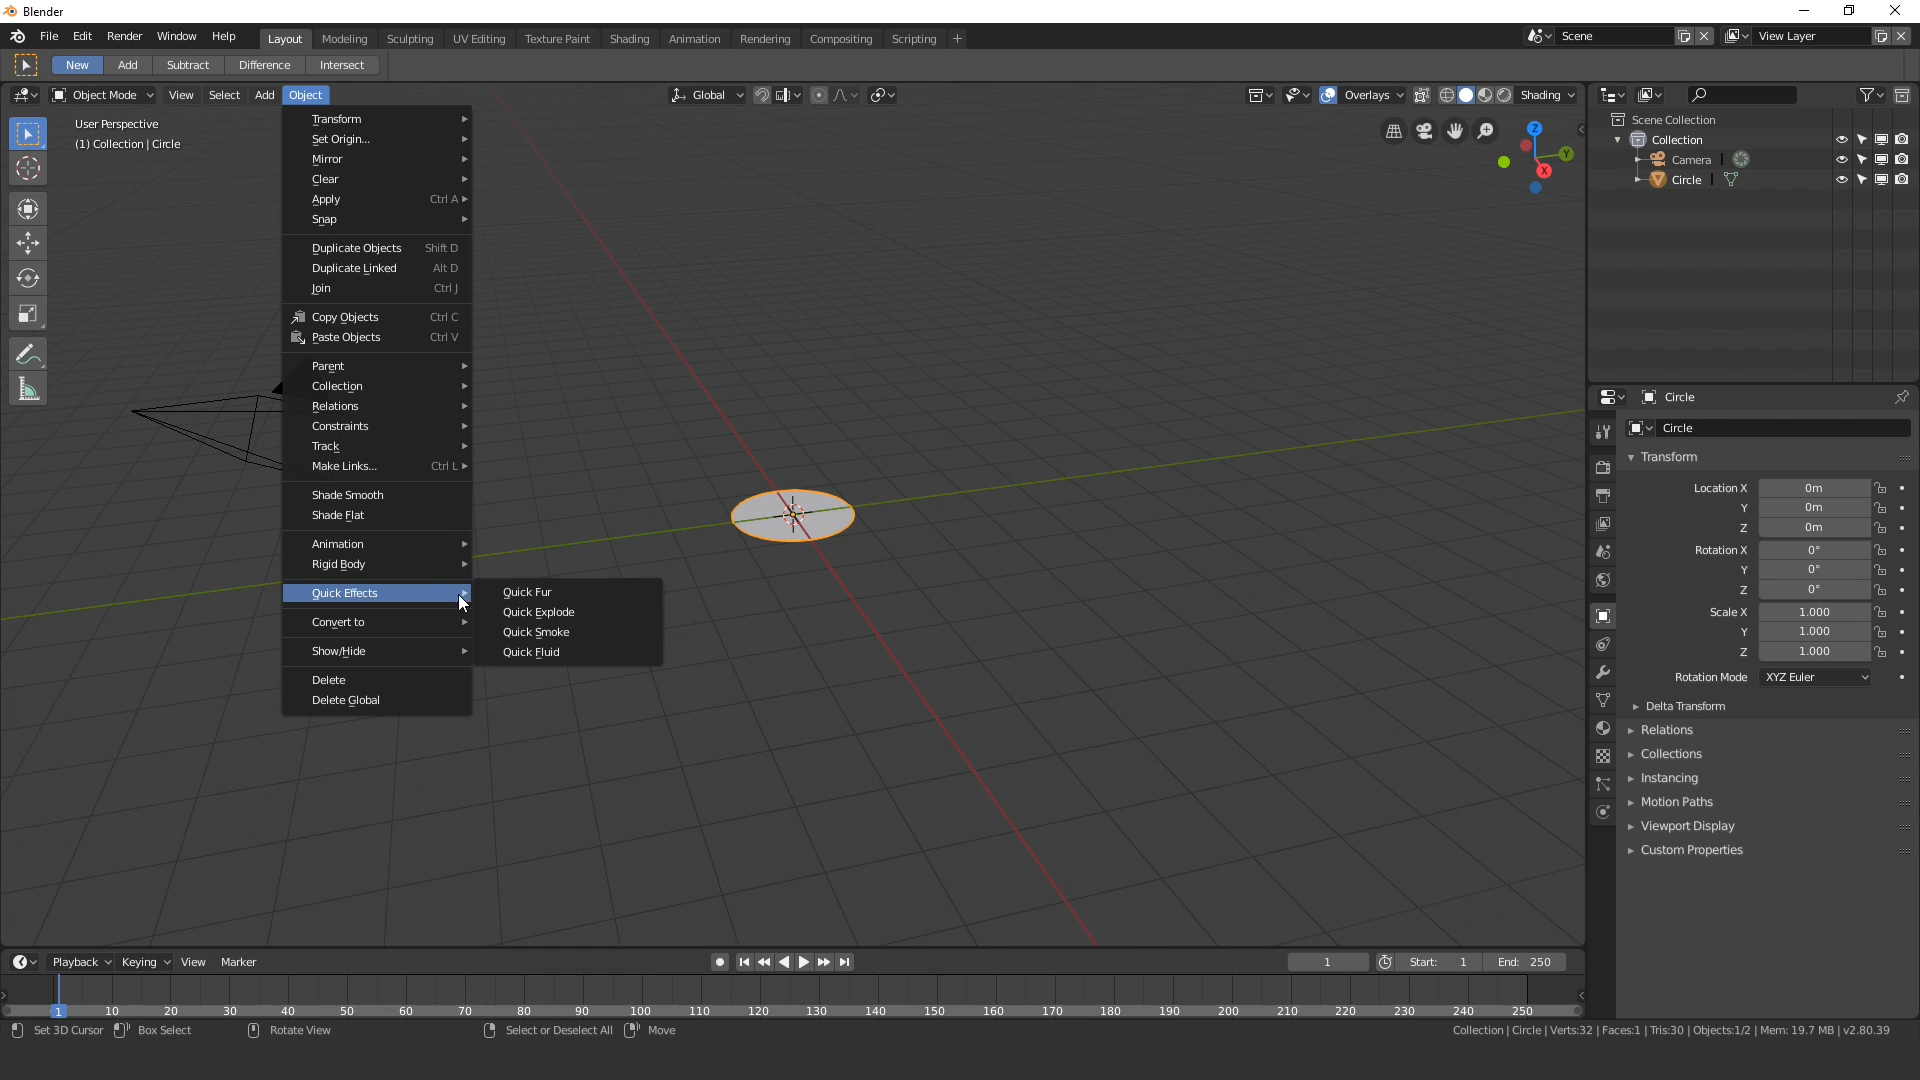 Blender
File Edit Render Window Help Layout Modeling Sculpting UV Editing Texture Paint Shading Animation Rendering Compositing Scripting + Scene View Layer
New Add Subtract Difference Intersect
Object Mode View Select Add Object Global Overlays Shading
User Perspective
(1) Collection | Circle
Transform
Set Origin...
Mirror
Clear
Apply Ctrl A
Snap
Duplicate Objects Shift D
Duplicate Linked Alt D
Join Ctrl J
Copy Objects Ctrl C
Paste Objects Ctrl V
Parent
Collection
Relations
Constraints
Track
Make Links... Ctrl L
Shade Smooth
Shade Flat
Animation
Rigid Body
Quick Effects
Convert to
Show/Hide
Delete
Delete Global
Quick Fur
Quick Explode
Quick Smoke
Quick Fluid
Z
Y
X
Scene Collection
Collection
Camera
Circle
Circle
Circle
Transform
Location X 0m
Y 0m
Z 0m
Rotation X 0°
Y 0°
Z 0°
Scale X 1.000
Y 1.000
Z 1.000
Rotation Mode XYZ Euler
Delta Transform
Relations
Collections
Instancing
Motion Paths
Viewport Display
Custom Properties
Playback Keying View Marker 1 Start: 1 End: 250
1 10 20 30 40 50 60 70 80 90 100 110 120 130 140 150 160 170 180 190 200 210 220 230 240 250
Set 3D Cursor Box Select Rotate View Select or Deselect All Move Collection | Circle | Verts:32 | Faces:1 | Tris:30 | Objects:1/2 | Mem: 19.7 MB | v2.80.39